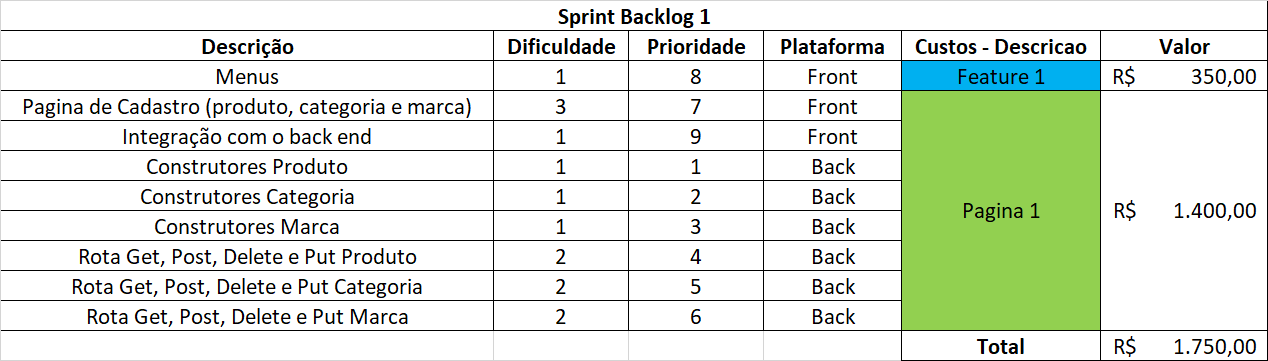 Sprint Backlog 1
Descrição Dificuldade Prioridade Plataforma Custos - Descricao Valor
Menus 1 8 Front Feature 1 R$ 350,00
Pagina de Cadastro (produto, categoria e marca) 3 7 Front
Integração com o back end 1 9 Front
Construtores Produto 1 1 Back
Construtores Categoria 1 2 Back
Construtores Marca 1 3 Back
Pagina 1 R$ 1.400,00
Rota Get, Post, Delete e Put Produto 2 4 Back
Rota Get, Post, Delete e Put Categoria 2 5 Back
Rota Get, Post, Delete e Put Marca 2 6 Back
Total R$ 1.750,00